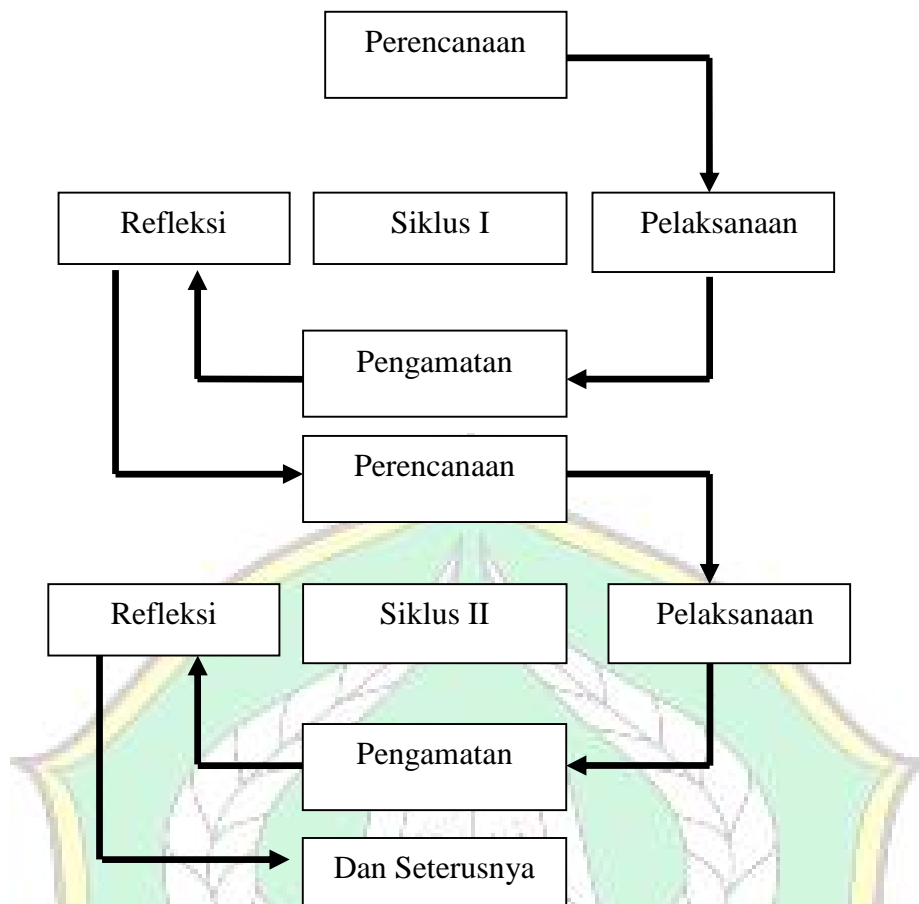 Perencanaan
Refleksi
Siklus I
Pelaksanaan
Pengamatan
Perencanaan
Refleksi
Siklus II
Pelaksanaan
Pengamatan
Dan Seterusnya